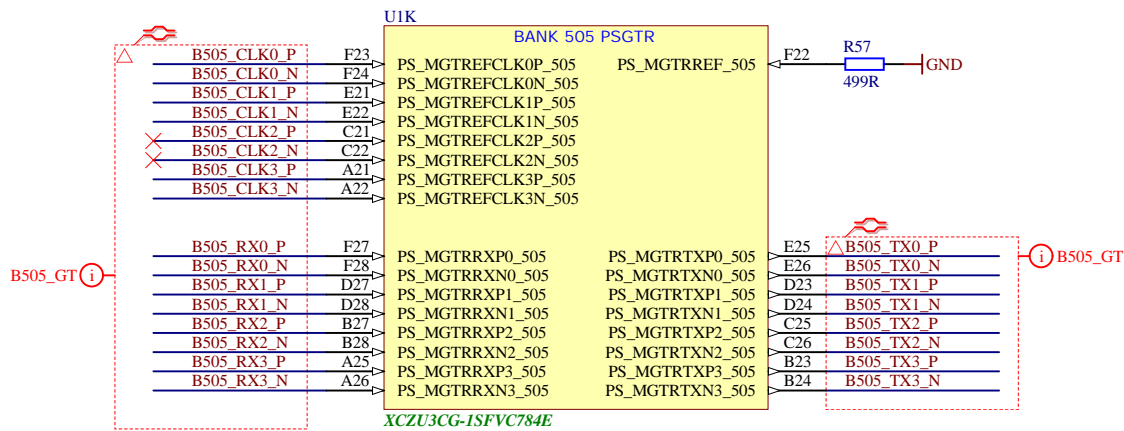 U1K
BANK 505 PSGTR
B505_CLK0_P F23 PS_MGTREFCLK0P_505 PS_MGTRREF_505 F22 R57 GND
499R
B505_CLK0_N F24 PS_MGTREFCLK0N_505
B505_CLK1_P E21 PS_MGTREFCLK1P_505
B505_CLK1_N E22 PS_MGTREFCLK1N_505
B505_CLK2_P C21 PS_MGTREFCLK2P_505
B505_CLK2_N C22 PS_MGTREFCLK2N_505
B505_CLK3_P A21 PS_MGTREFCLK3P_505
B505_CLK3_N A22 PS_MGTREFCLK3N_505
B505_RX0_P F27 PS_MGTRRXP0_505 PS_MGTRTXP0_505 E25 B505_TX0_P
B505_RX0_N F28 PS_MGTRRXN0_505 PS_MGTRTXN0_505 E26 B505_TX0_N
B505_GT i i B505_GT
B505_RX1_P D27 PS_MGTRRXP1_505 PS_MGTRTXP1_505 D23 B505_TX1_P
B505_RX1_N D28 PS_MGTRRXN1_505 PS_MGTRTXN1_505 D24 B505_TX1_N
B505_RX2_P B27 PS_MGTRRXP2_505 PS_MGTRTXP2_505 C25 B505_TX2_P
B505_RX2_N B28 PS_MGTRRXN2_505 PS_MGTRTXN2_505 C26 B505_TX2_N
B505_RX3_P A25 PS_MGTRRXP3_505 PS_MGTRTXP3_505 B23 B505_TX3_P
B505_RX3_N A26 PS_MGTRRXN3_505 PS_MGTRTXN3_505 B24 B505_TX3_N
XCZU3CG-1SFVC784E